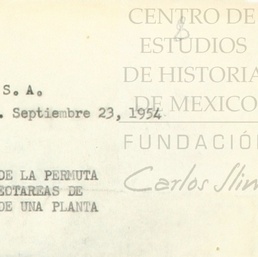 CENTRO DE
ESTUDIOS
DE HISTORIA
DE MEXICO
FUNDACIÓN
Carlos Slim
S. A.
. Septiembre 23, 1954
DE LA PERMUTA
ECTAREAS DE
DE UNA PLANTA